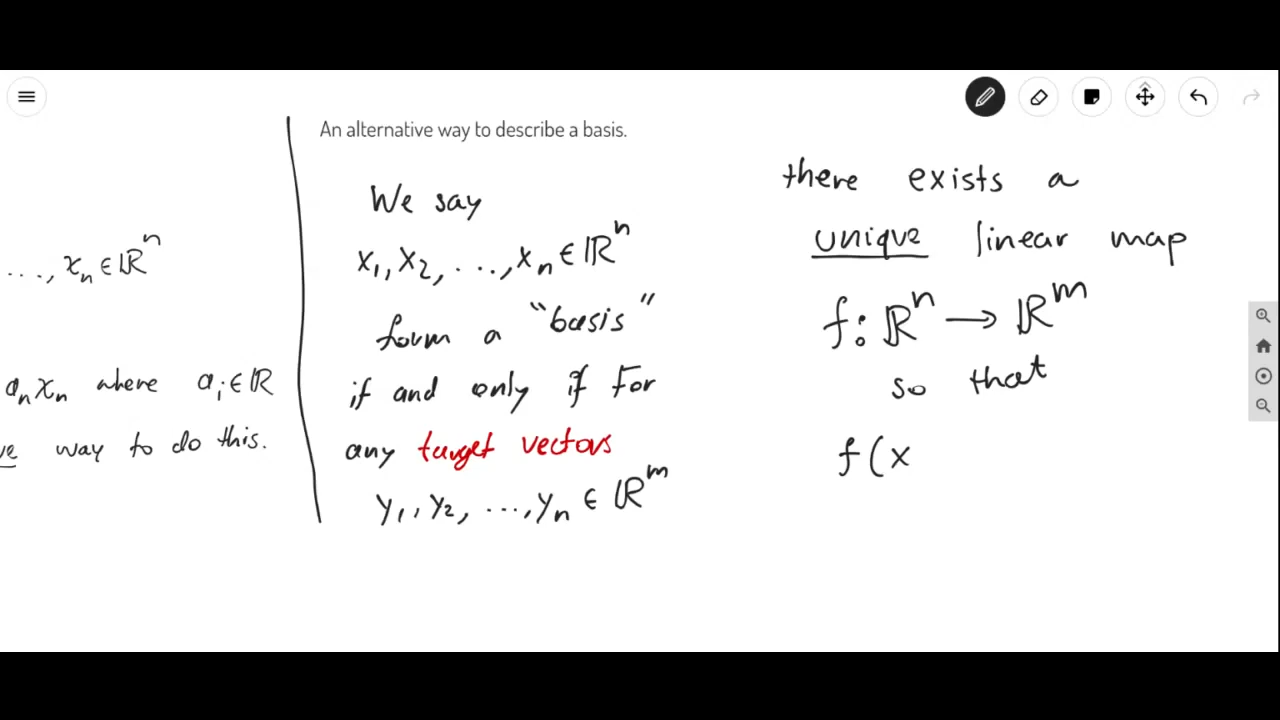 ..., xₙ ∈ ℝⁿ
aₙxₙ where aᵢ ∈ ℝ
ve way to do this.
An alternative way to describe a basis.
We say
x₁, x₂, ..., xₙ ∈ ℝⁿ
form a "basis"
if and only if for
any target vectors
y₁, y₂, ..., yₙ ∈ ℝᵐ
there exists a
unique linear map
f: ℝⁿ → ℝᵐ
so that
f(x